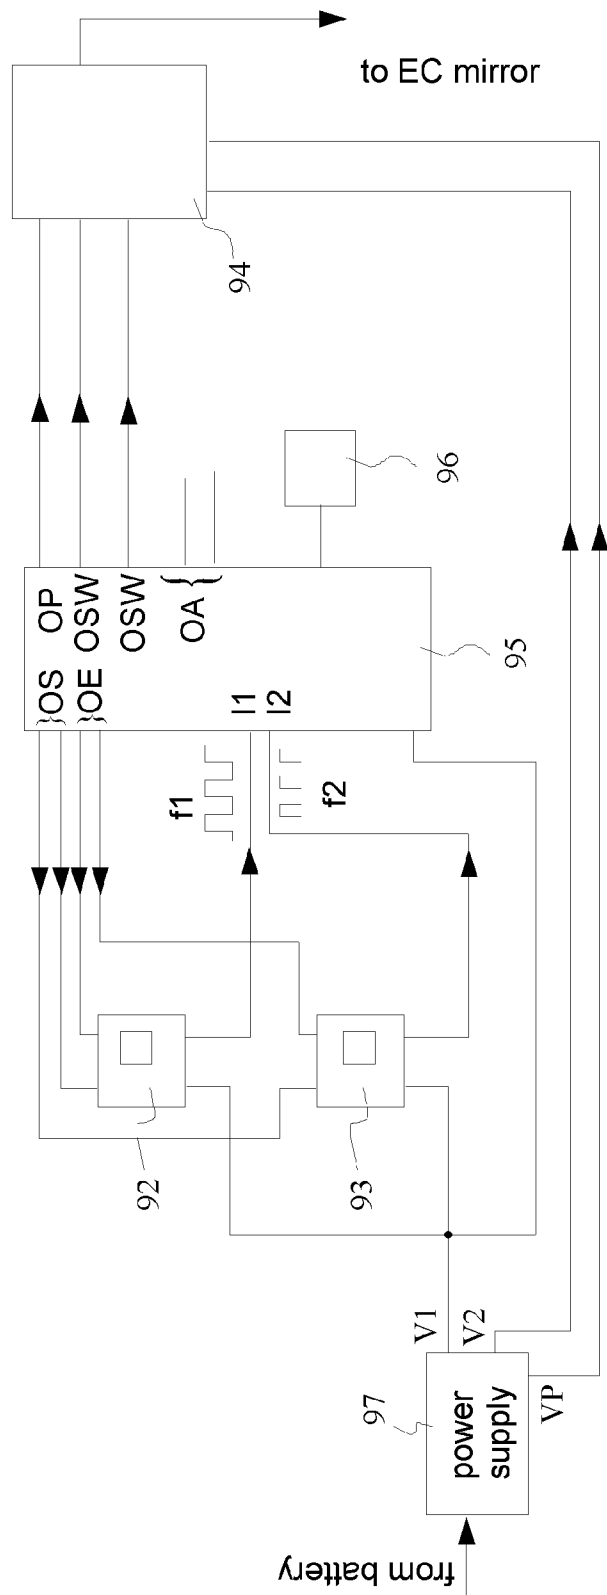 to EC mirror
94
96
OP
OSW
OSW
OA {
}OS
}OE
I1
I2
95
f1
f2
92
93
V1
V2
VP
97
power
supply
from battery